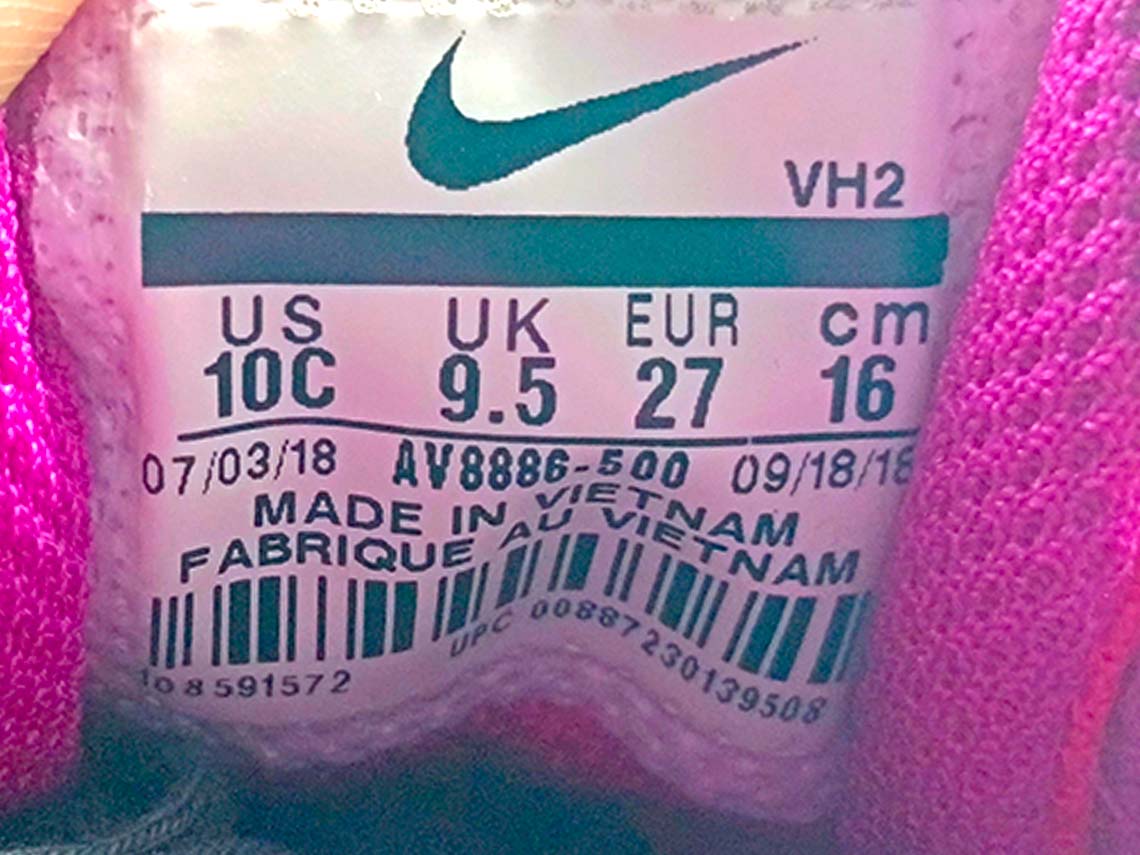 VH2
US UK EUR cm
10C 9.5 27 16
07/03/18 AV8886-500 09/18/18
MADE IN VIETNAM
FABRIQUE AU VIETNAM
UPC 00887230139508
108591572